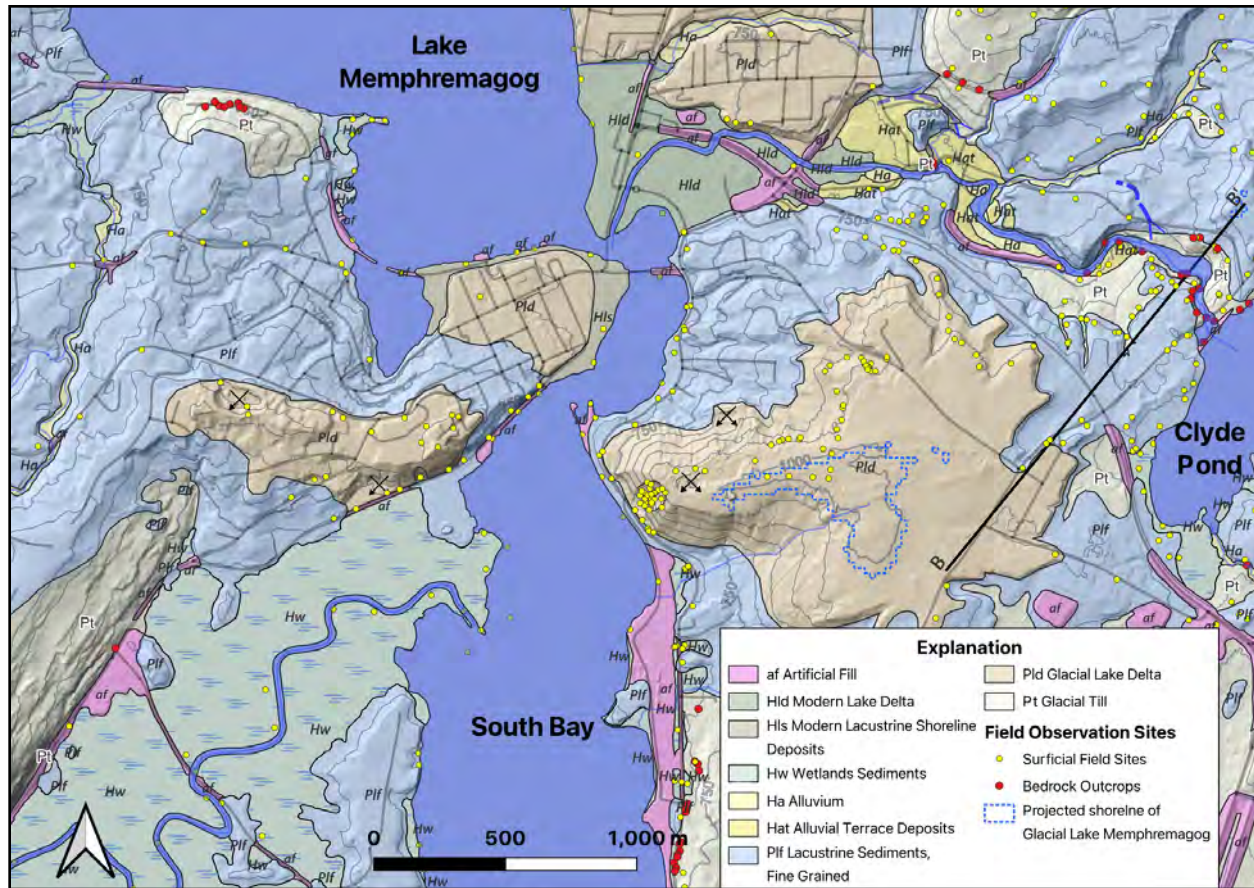 Lake
Memphremagog
Clyde
Pond
South Bay
0 500 1,000 m
B
Explanation
af Artificial Fill
Hld Modern Lake Delta
Hls Modern Lacustrine Shoreline
Deposits
Hw Wetlands Sediments
Ha Alluvium
Hat Alluvial Terrace Deposits
Plf Lacustrine Sediments,
Fine Grained
Pld Glacial Lake Delta
Pt Glacial Till
Field Observation Sites
Surficial Field Sites
Bedrock Outcrops
Projected shorelne of
Glacial Lake Memphremagog
Pld
Plf
Pt
Hw
Hld
Hls
Hat
Ha
af
750
1000